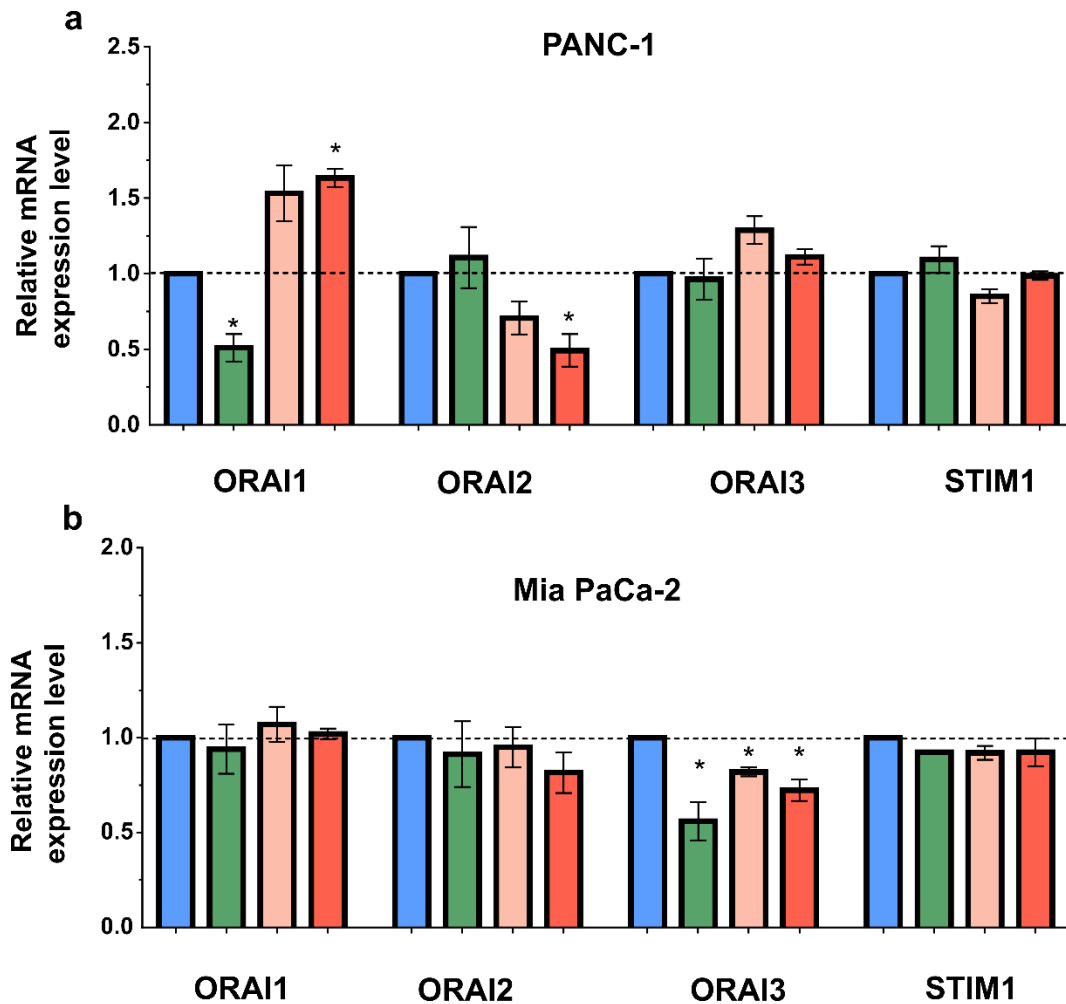 a
PANC-1
Relative mRNA
expression level
2.5
2.0
1.5
1.0
0.5
0.0
*
*
*
ORAI1 ORAI2 ORAI3 STIM1
b
Mia PaCa-2
Relative mRNA
expression level
2.0
1.5
1.0
0.5
0.0
* * *
ORAI1 ORAI2 ORAI3 STIM1